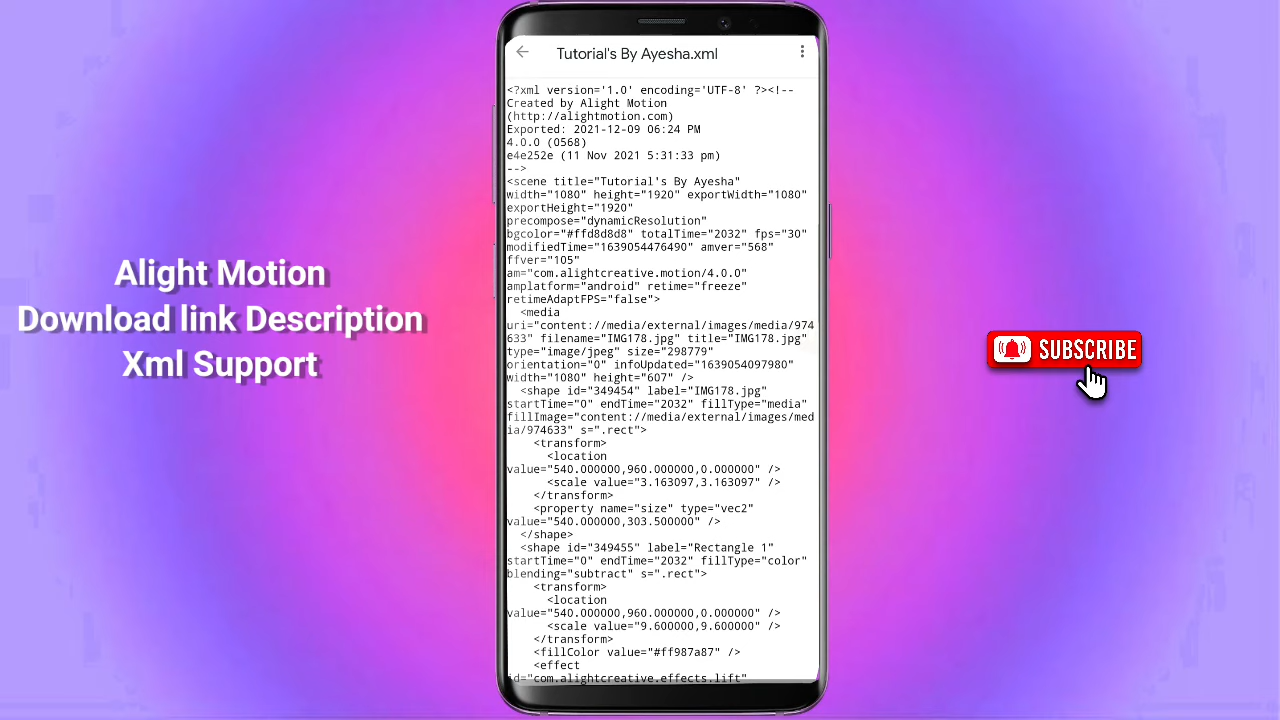 Tutorial's By Ayesha.xml
<?xml version='1.0' encoding='UTF-8' ?><!--
Created by Alight Motion
(http://alightmotion.com)
Exported: 2021-12-09 06:24 PM
4.0.0 (0568)
e4e252e (11 Nov 2021 5:31:33 pm)
-->
<scene title="Tutorial's By Ayesha"
width="1080" height="1920" exportWidth="1080"
exportHeight="1920"
precompose="dynamicResolution"
bgcolor="#ffd8d8d8" totalTime="2032" fps="30"
modifiedTime="1639054476490" amver="568"
ffver="105"
am="com.alightcreative.motion/4.0.0"
amplatform="android" retime="freeze"
retimeAdaptFPS="false">
<media
uri="content://media/external/images/media/974
633" filename="IMG178.jpg" title="IMG178.jpg"
type="image/jpeg" size="298779"
orientation="0" infoUpdated="1639054097980"
width="1080" height="607" />
<shape id="349454" label="IMG178.jpg"
startTime="0" endTime="2032" fillType="media"
fillImage="content://media/external/images/med
ia/974633" s=".rect">
<transform>
<location
value="540.000000,960.000000,0.000000" />
<scale value="3.163097,3.163097" />
</transform>
<property name="size" type="vec2"
value="540.000000,303.500000" />
</shape>
<shape id="349455" label="Rectangle 1"
startTime="0" endTime="2032" fillType="color"
blending="subtract" s=".rect">
<transform>
<location
value="540.000000,960.000000,0.000000" />
<scale value="9.600000,9.600000" />
</transform>
<fillColor value="#ff987a87" />
<effect
id="com.alightcreative.effects.lift"
Alight Motion
Download link Description
Xml Support
SUBSCRIBE